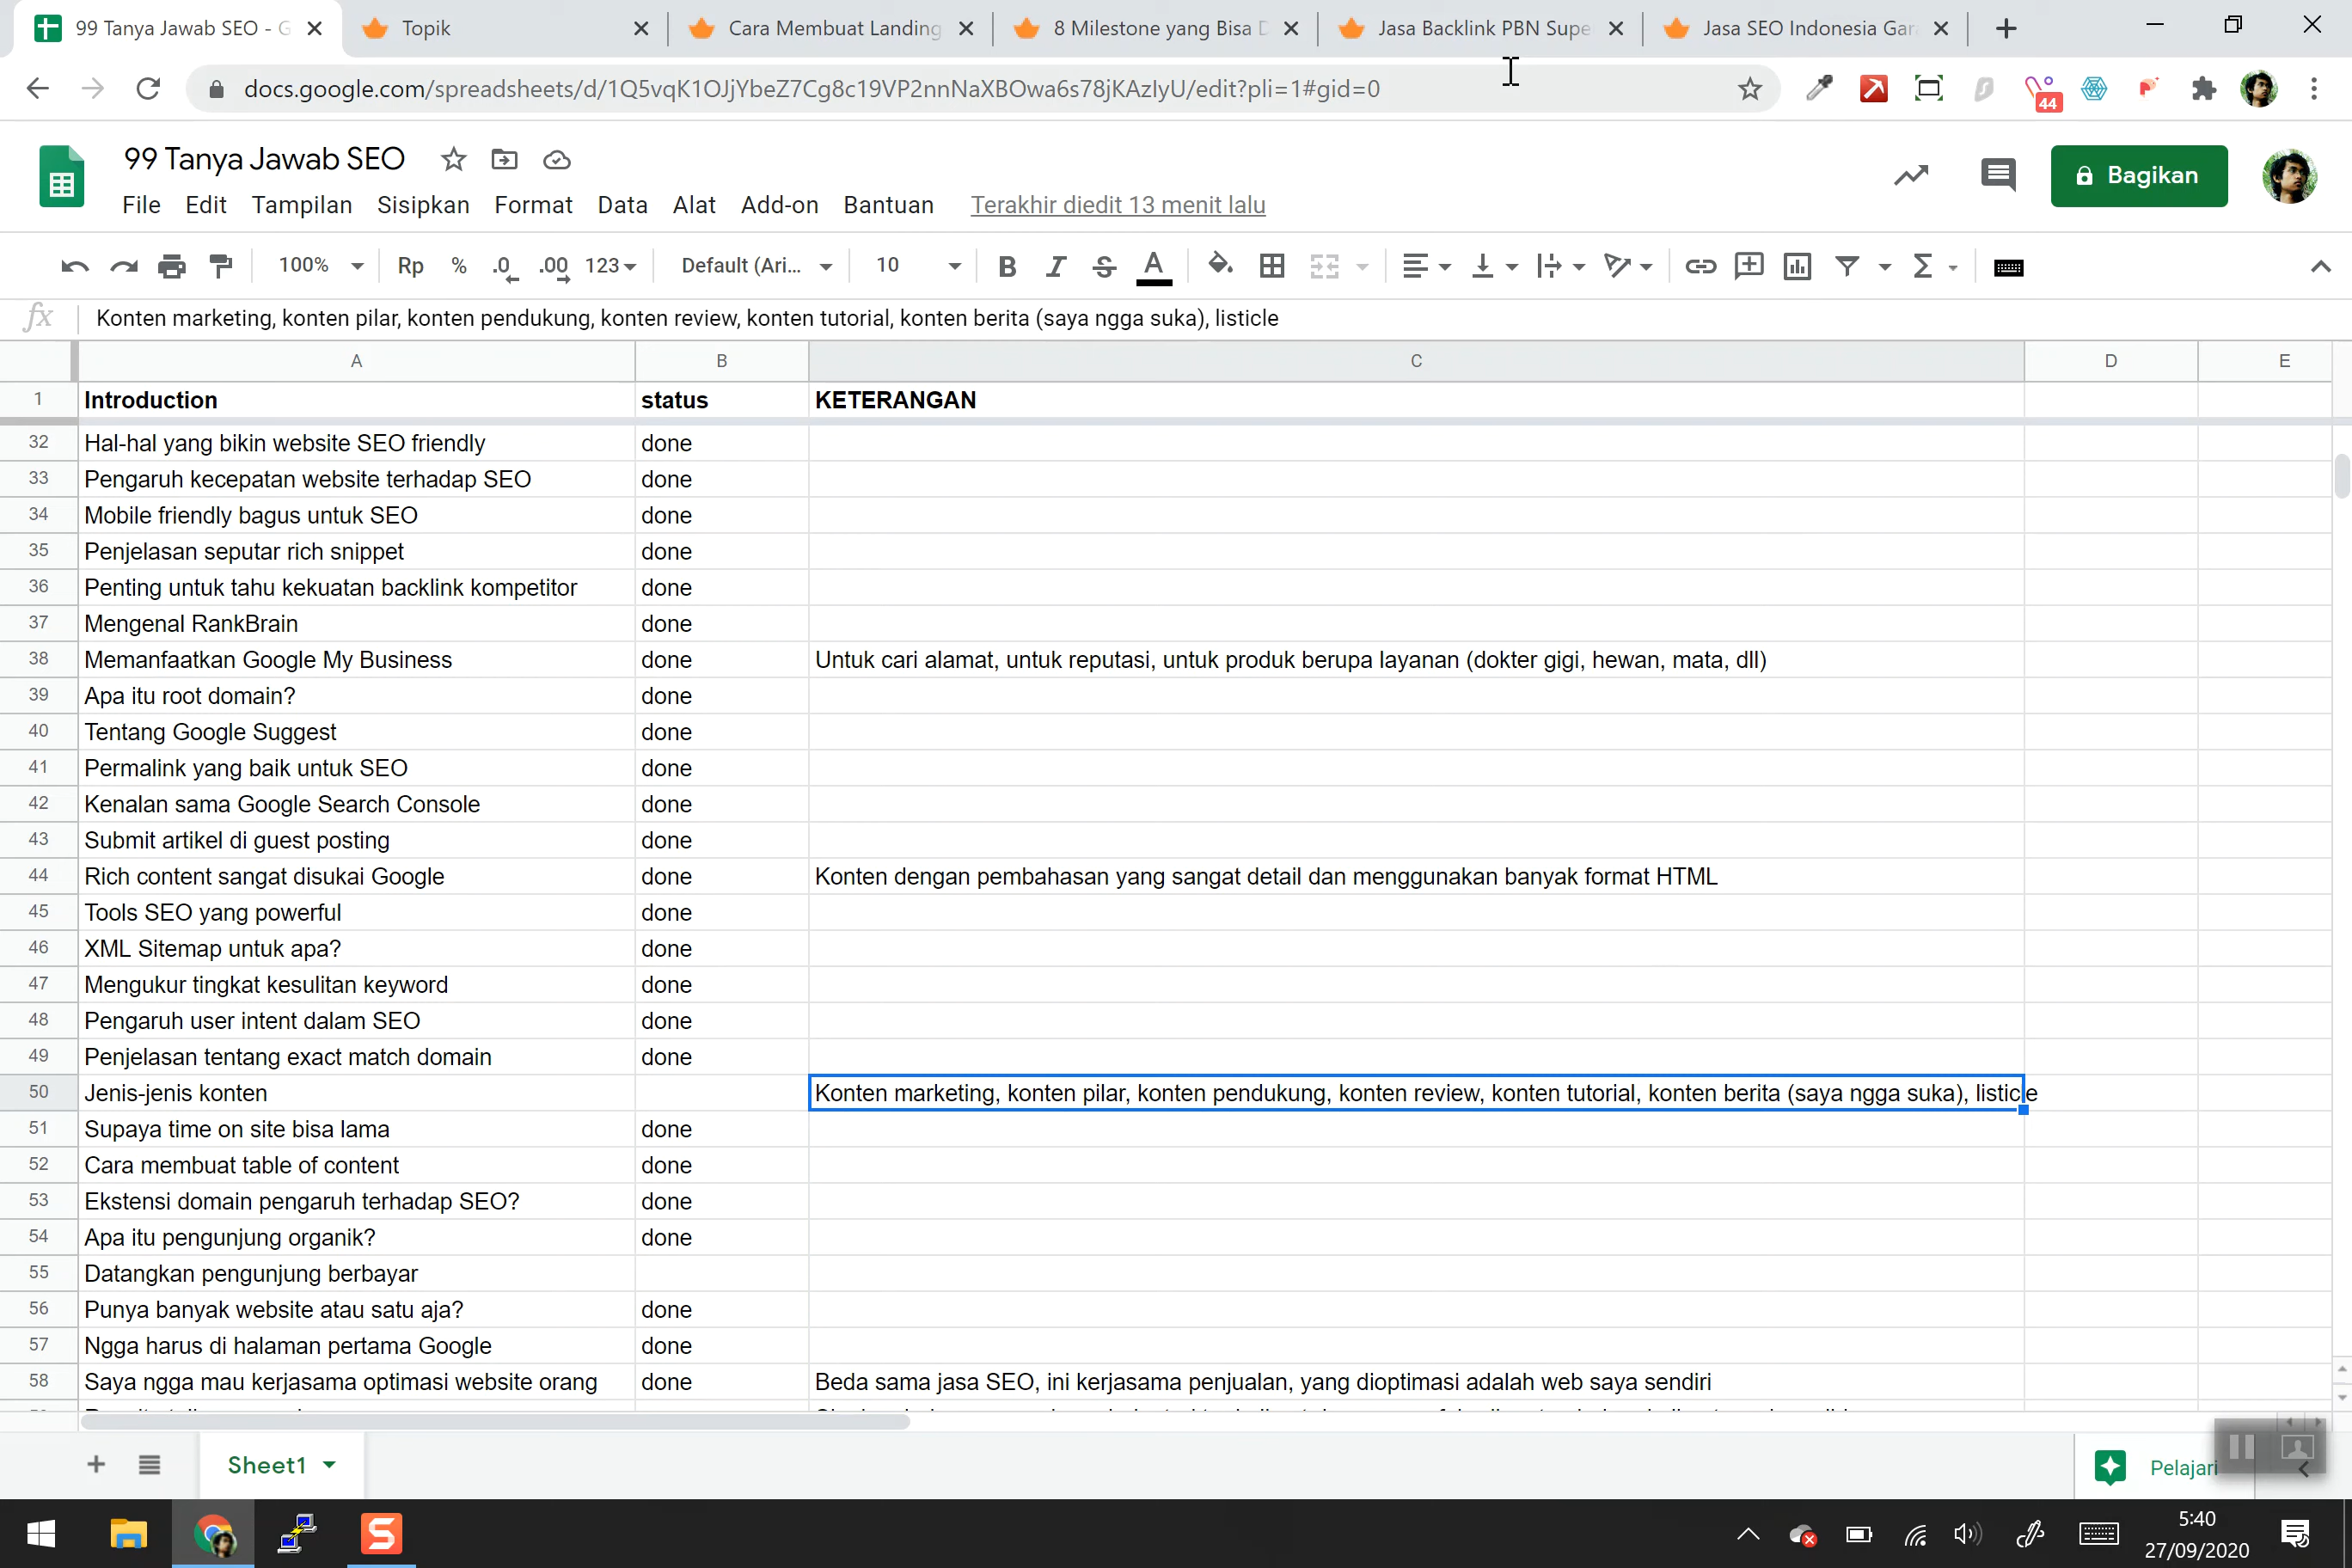 99 Tanya Jawab SEO - G
Topik
Cara Membuat Landing
8 Milestone yang Bisa D
Jasa Backlink PBN Supe
Jasa SEO Indonesia Gar
docs.google.com/spreadsheets/d/1Q5vqK1OJjYbeZ7Cg8c19VP2nnNaXBOwa6s78jKAzIyU/edit?pli=1#gid=0
44
99 Tanya Jawab SEO
Bagikan
File Edit Tampilan Sisipkan Format Data Alat Add-on Bantuan Terakhir diedit 13 menit lalu
100% Rp % .0 .00 123 Default (Ari... 10 B I S A
fx Konten marketing, konten pilar, konten pendukung, konten review, konten tutorial, konten berita (saya ngga suka), listicle
A B C D E
1 Introduction status KETERANGAN
32 Hal-hal yang bikin website SEO friendly done
33 Pengaruh kecepatan website terhadap SEO done
34 Mobile friendly bagus untuk SEO done
35 Penjelasan seputar rich snippet done
36 Penting untuk tahu kekuatan backlink kompetitor done
37 Mengenal RankBrain done
38 Memanfaatkan Google My Business done Untuk cari alamat, untuk reputasi, untuk produk berupa layanan (dokter gigi, hewan, mata, dll)
39 Apa itu root domain? done
40 Tentang Google Suggest done
41 Permalink yang baik untuk SEO done
42 Kenalan sama Google Search Console done
43 Submit artikel di guest posting done
44 Rich content sangat disukai Google done Konten dengan pembahasan yang sangat detail dan menggunakan banyak format HTML
45 Tools SEO yang powerful done
46 XML Sitemap untuk apa? done
47 Mengukur tingkat kesulitan keyword done
48 Pengaruh user intent dalam SEO done
49 Penjelasan tentang exact match domain done
50 Jenis-jenis konten Konten marketing, konten pilar, konten pendukung, konten review, konten tutorial, konten berita (saya ngga suka), listicle
51 Supaya time on site bisa lama done
52 Cara membuat table of content done
53 Ekstensi domain pengaruh terhadap SEO? done
54 Apa itu pengunjung organik? done
55 Datangkan pengunjung berbayar
56 Punya banyak website atau satu aja? done
57 Ngga harus di halaman pertama Google done
58 Saya ngga mau kerjasama optimasi website orang done Beda sama jasa SEO, ini kerjasama penjualan, yang dioptimasi adalah web saya sendiri
Sheet1
Pelajari
5:40
27/09/2020